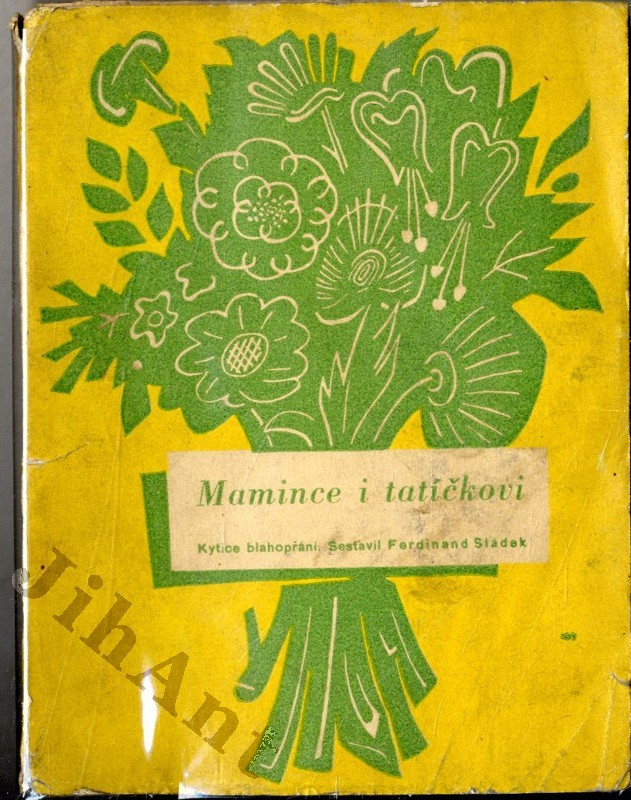 Mamince i tatíčkovi
Kytice blahopřání. Sestavil Ferdinand Sládek
JihAnt